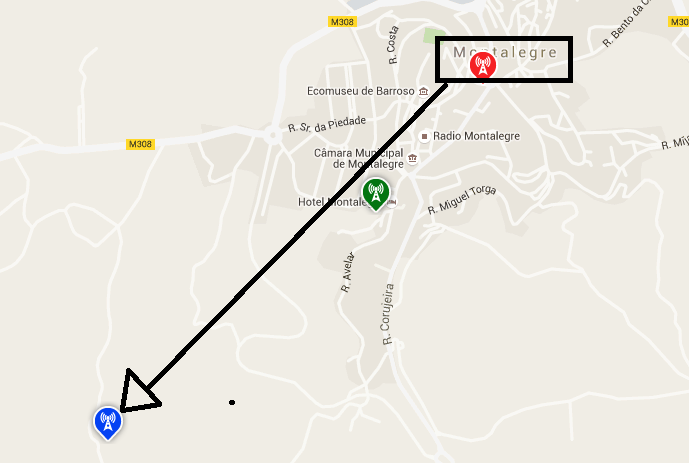 M308
R. Costa
R. Bento da C
M30
Montalegre
Ecomuseu de Barroso
R. Sr. da Piedade
Radio Montalegre
M308
R. Mi
Câmara Municipal
de Montalegre
Hotel Montale
R. Miguel Torga
R. Avelar
R. Corujeira